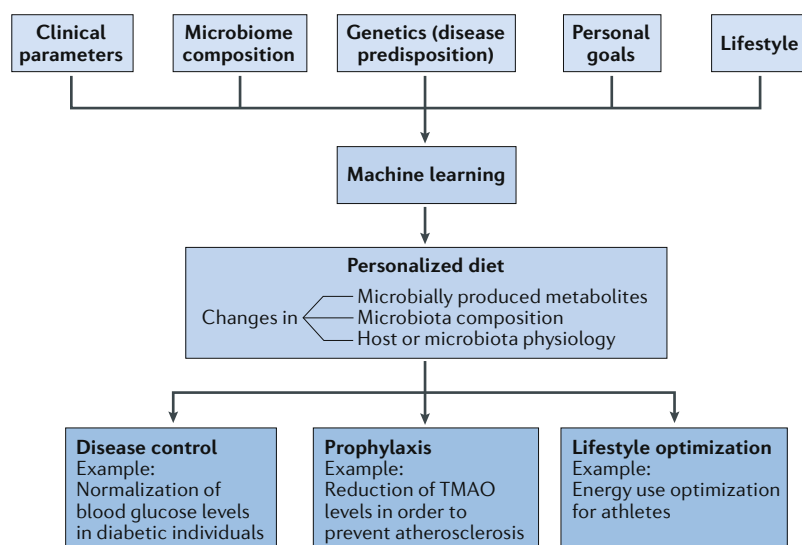 Clinical
parameters
Microbiome
composition
Genetics (disease
predisposition)
Personal
goals
Lifestyle
Machine learning
Personalized diet
Changes in
Microbially produced metabolites
Microbiota composition
Host or microbiota physiology
Disease control
Example:
Normalization of
blood glucose levels
in diabetic individuals
Prophylaxis
Example:
Reduction of TMAO
levels in order to
prevent atherosclerosis
Lifestyle optimization
Example:
Energy use optimization
for athletes